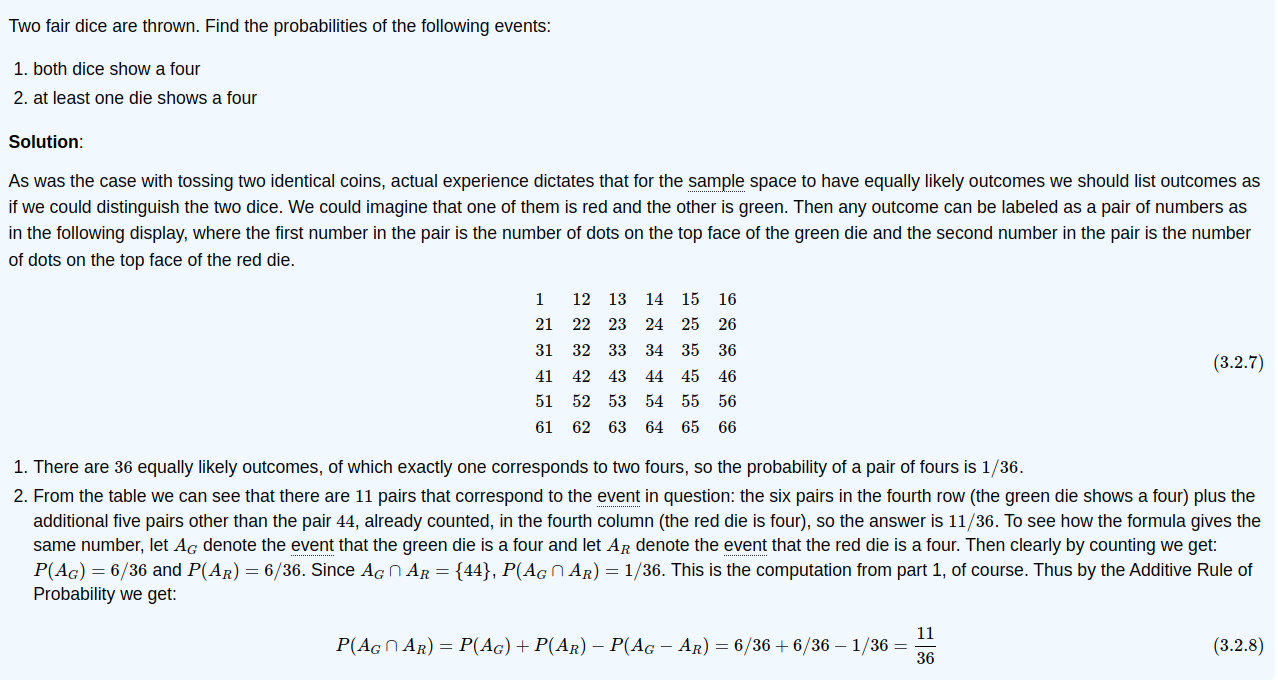 Two fair dice are thrown. Find the probabilities of the following events:
1. both dice show a four
2. at least one die shows a four
Solution:
As was the case with tossing two identical coins, actual experience dictates that for the sample space to have equally likely outcomes we should list outcomes as
if we could distinguish the two dice. We could imagine that one of them is red and the other is green. Then any outcome can be labeled as a pair of numbers as
in the following display, where the first number in the pair is the number of dots on the top face of the green die and the second number in the pair is the number
of dots on the top face of the red die.
1 12 13 14 15 16
21 22 23 24 25 26
31 32 33 34 35 36
(3.2.7)
41 42 43 44 45 46
51 52 53 54 55 56
61 62 63 64 65 66
1. There are 36 equally likely outcomes, of which exactly one corresponds to two fours, so the probability of a pair of fours is 1/36.
2. From the table we can see that there are 11 pairs that correspond to the event in question: the six pairs in the fourth row (the green die shows a four) plus the
additional five pairs other than the pair 44, already counted, in the fourth column (the red die is four), so the answer is 11/36. To see how the formula gives the
same number, let A_G denote the event that the green die is a four and let A_R denote the event that the red die is a four. Then clearly by counting we get:
P(A_G) = 6/36 and P(A_R) = 6/36. Since A_G ∩ A_R = {44}, P(A_G ∩ A_R) = 1/36. This is the computation from part 1, of course. Thus by the Additive Rule of
Probability we get:
P(A_G ∩ A_R) = P(A_G) + P(A_R) − P(A_G − A_R) = 6/36 + 6/36 − 1/36 = 11/36 (3.2.8)